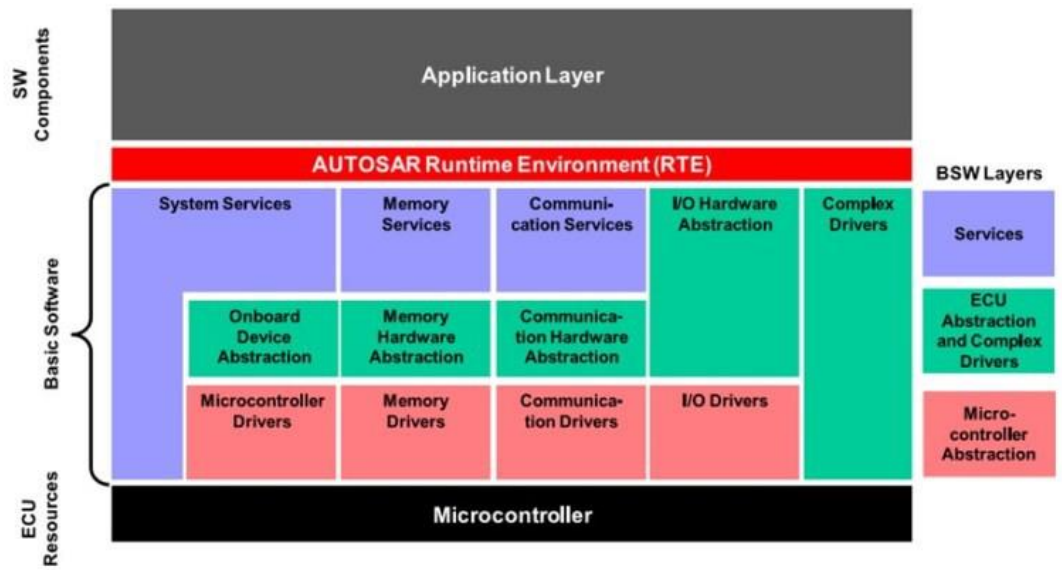 SW
Components
Application Layer
AUTOSAR Runtime Environment (RTE)
BSW Layers
Basic Software
System Services
Memory
Services
Communi-
cation Services
I/O Hardware
Abstraction
Complex
Drivers
Services
Onboard
Device
Abstraction
Memory
Hardware
Abstraction
Communica-
tion Hardware
Abstraction
ECU
Abstraction
and Complex
Drivers
Microcontroller
Drivers
Memory
Drivers
Communica-
tion Drivers
I/O Drivers
Micro-
controller
Abstraction
ECU
Resources
Microcontroller